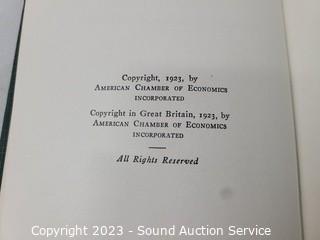 Copyright, 1923, by
American Chamber of Economics
INCORPORATED
Copyright in Great Britain, 1923, by
American Chamber of Economics
INCORPORATED
All Rights Reserved
Copyright 2023 - Sound Auction Service